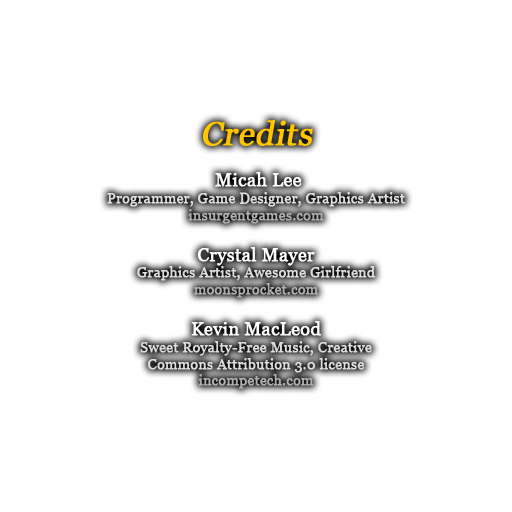 Credits
Micah Lee
Programmer, Game Designer, Graphics Artist
insurgentgames.com
Crystal Mayer
Graphics Artist, Awesome Girlfriend
moonsprocket.com
Kevin MacLeod
Sweet Royalty-Free Music, Creative
Commons Attribution 3.0 license
incompetech.com